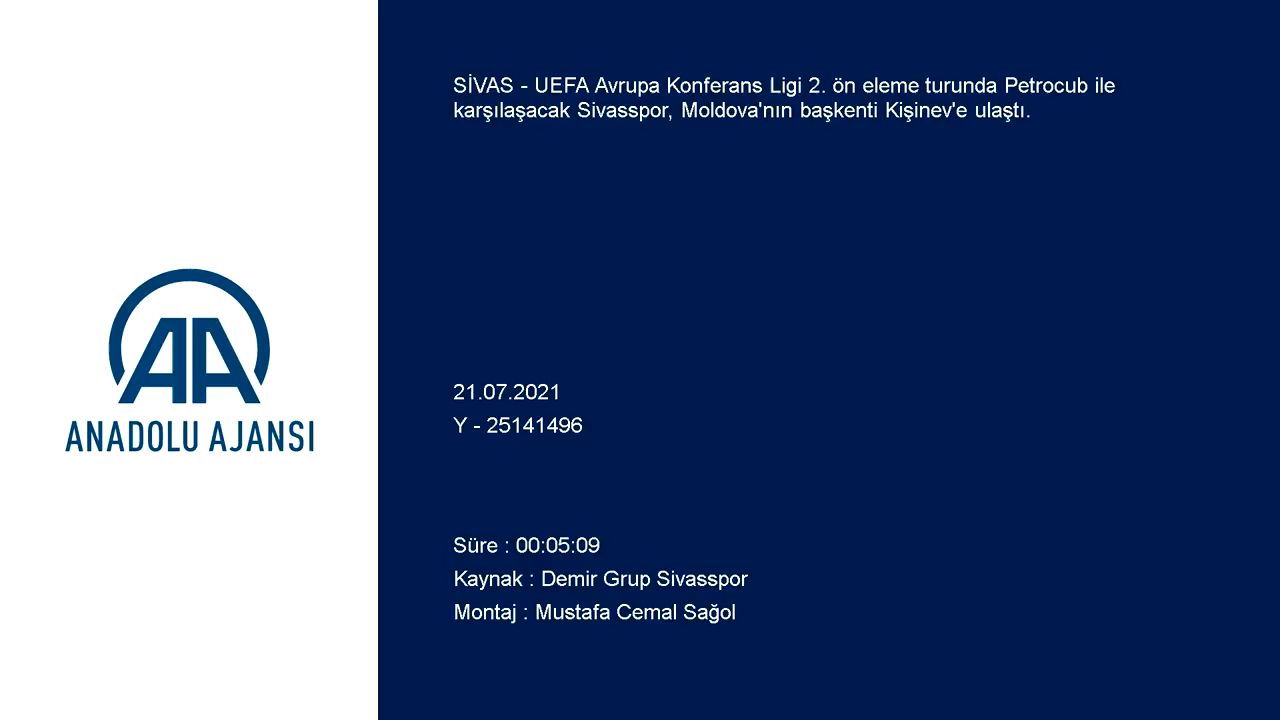 SİVAS - UEFA Avrupa Konferans Ligi 2. ön eleme turunda Petrocub ile
karşılaşacak Sivasspor, Moldova'nın başkenti Kişinev'e ulaştı.
AA
ANADOLU AJANSI
21.07.2021
Y - 25141496
Süre : 00:05:09
Kaynak : Demir Grup Sivasspor
Montaj : Mustafa Cemal Sağol